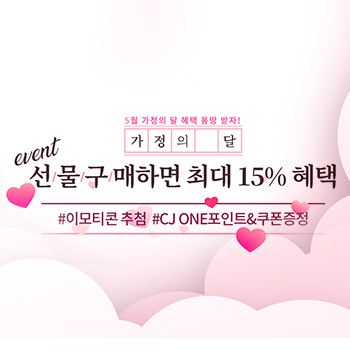 5월 가정의 달 혜택 몽땅 받자!
가 정 의 달
event
선/물/구/매하면 최대 15% 혜택
#이모티콘 추첨 #CJ ONE포인트&쿠폰증정